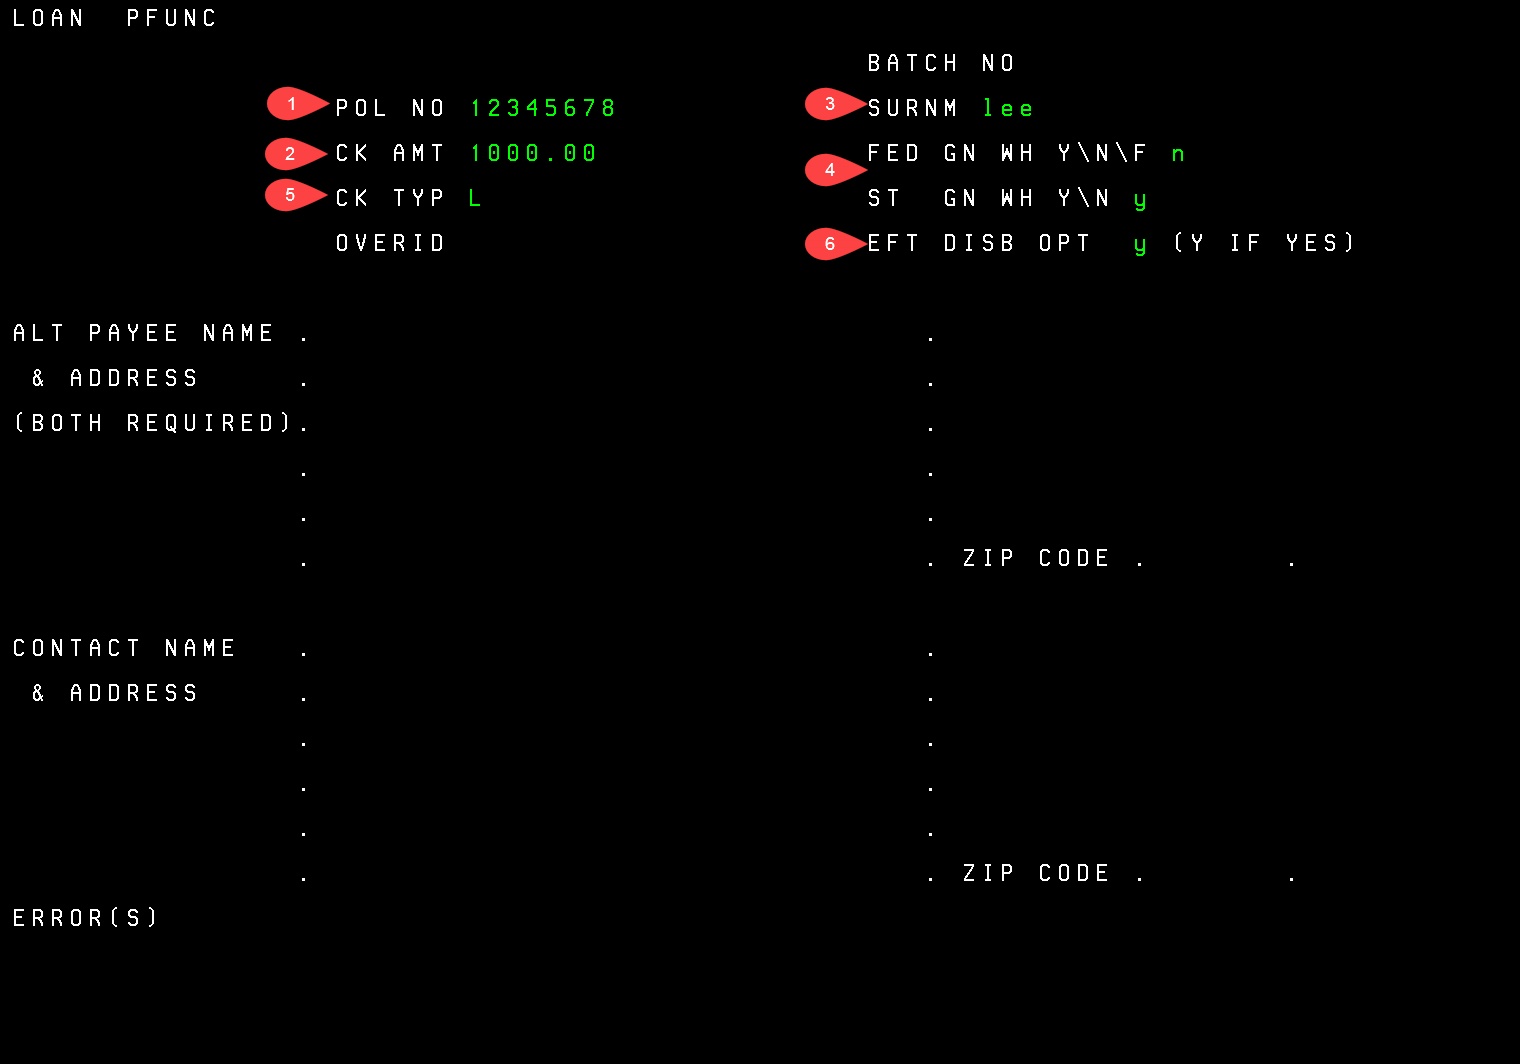 LOAN  PFUNC
BATCH NO
1 POL NO 12345678 3 SURNM lee
2 CK AMT 1000.00 4 FED GN WH Y\N\F n
5 CK TYP L ST  GN WH Y\N y
OVERID 6 EFT DISB OPT  y (Y IF YES)
ALT PAYEE NAME . .
& ADDRESS . .
(BOTH REQUIRED). .
. .
. .
. . ZIP CODE . .
CONTACT NAME . .
& ADDRESS . .
. .
. .
. .
. . ZIP CODE . .
ERROR(S)